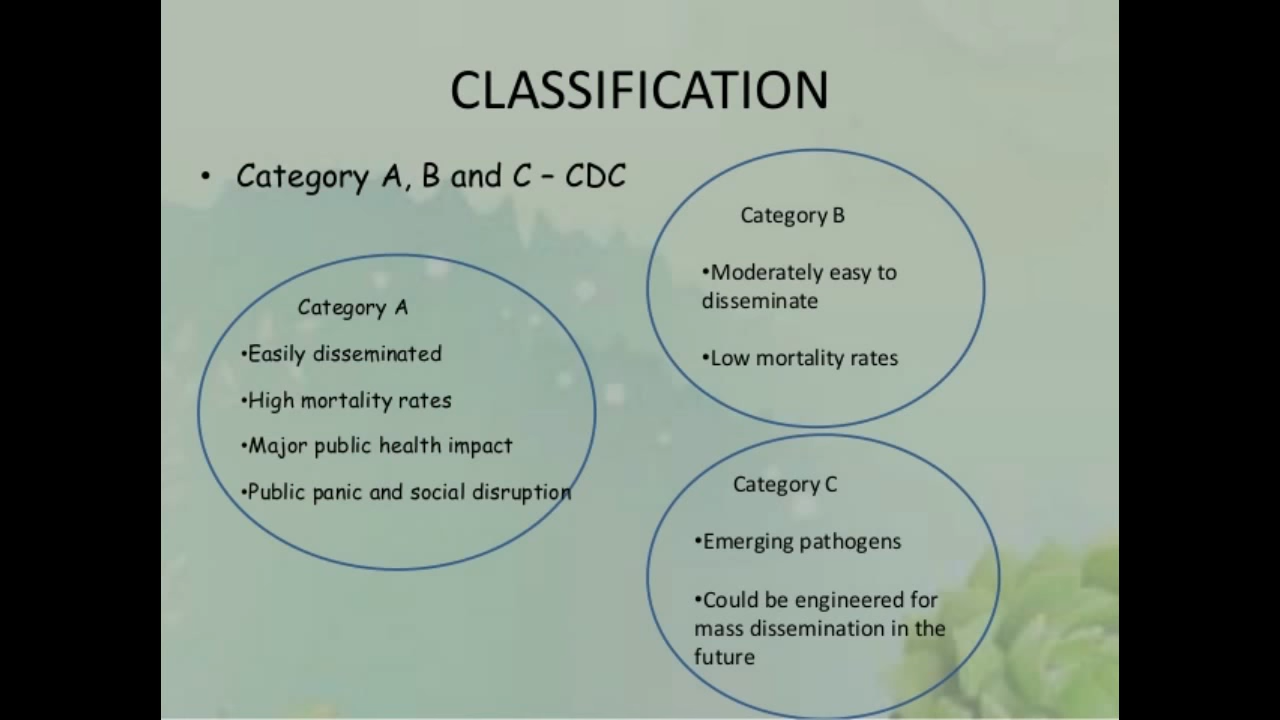 CLASSIFICATION
• Category A, B and C – CDC
Category A
•Easily disseminated
•High mortality rates
•Major public health impact
•Public panic and social disruption
Category B
•Moderately easy to
disseminate
•Low mortality rates
Category C
•Emerging pathogens
•Could be engineered for
mass dissemination in the
future